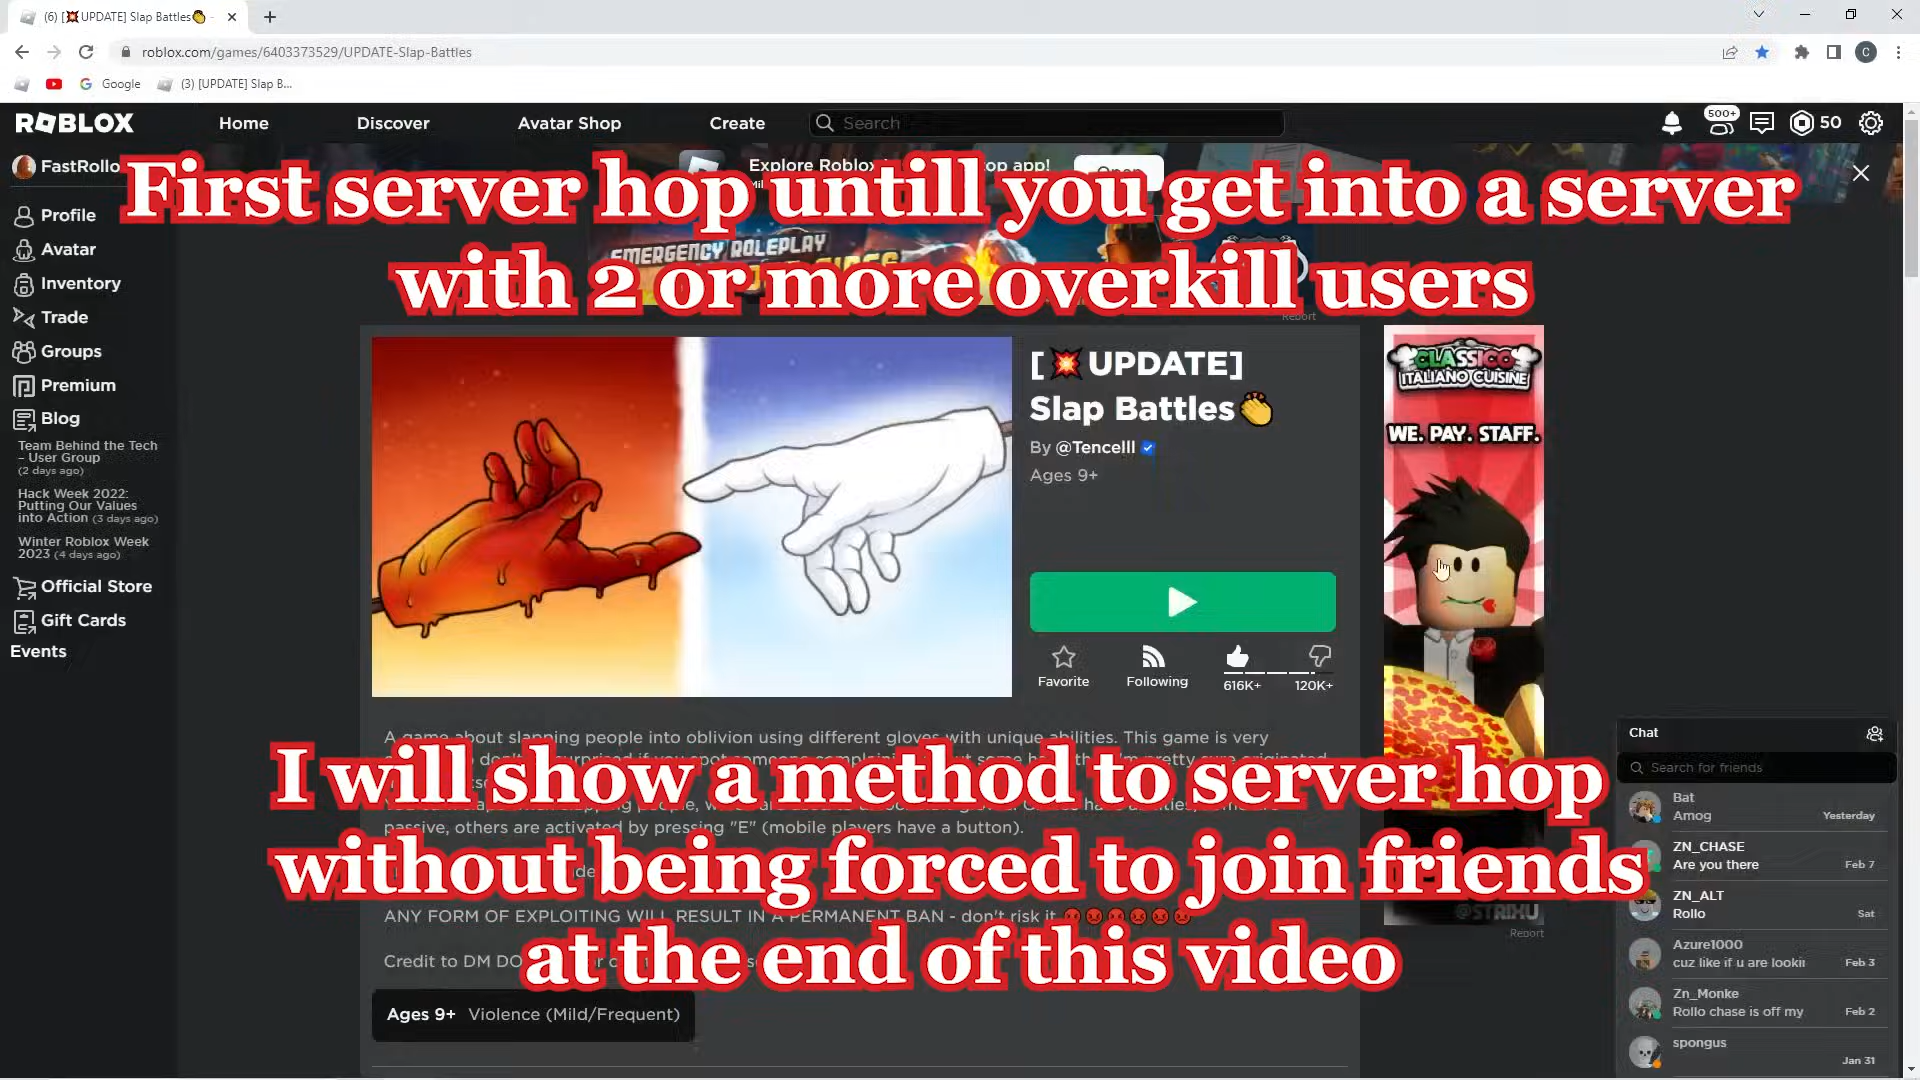 (6) [💥UPDATE] Slap Battles👏 -
roblox.com/games/6403373529/UPDATE-Slap-Battles
C
Google
(3) [UPDATE] Slap B...
ROBLOX
Home
Discover
Avatar Shop
Create
Search
500+
50
FastRollo
Explore Roblox
top app!
Open
First server hop untill you get into a server
with 2 or more overkill users
EMERGENCY ROLEPLAY
Report
Profile
Avatar
Inventory
Trade
Groups
Premium
Blog
Team Behind the Tech
– User Group
(2 days ago)
Hack Week 2022:
Putting Our Values
into Action (3 days ago)
Winter Roblox Week
2023 (4 days ago)
Official Store
Gift Cards
Events
[💥UPDATE]
Slap Battles👏
By @Tencelll
Ages 9+
Favorite
Following
616K+
120K+
CLASSICO
ITALIANO CUISINE
WE. PAY. STAFF.
@STRIXU
Report
A game about slapping people into oblivion using different gloves with unique abilities. This game is very
passive, others are activated by pressing "E" (mobile players have a button).
I will show a method to server hop
without being forced to join friends
at the end of this video
ANY FORM OF EXPLOITING WILL RESULT IN A PERMANENT BAN - don't risk it 😡😡😡😡😡😡
Credit to DM DO
Ages 9+ Violence (Mild/Frequent)
Chat
Search for friends
Bat
Amog
Yesterday
ZN_CHASE
Are you there
Feb 7
ZN_ALT
Rollo
Sat
Azure1000
cuz like if u are lookir
Feb 3
Zn_Monke
Rollo chase is off my
Feb 2
spongus
Jan 31